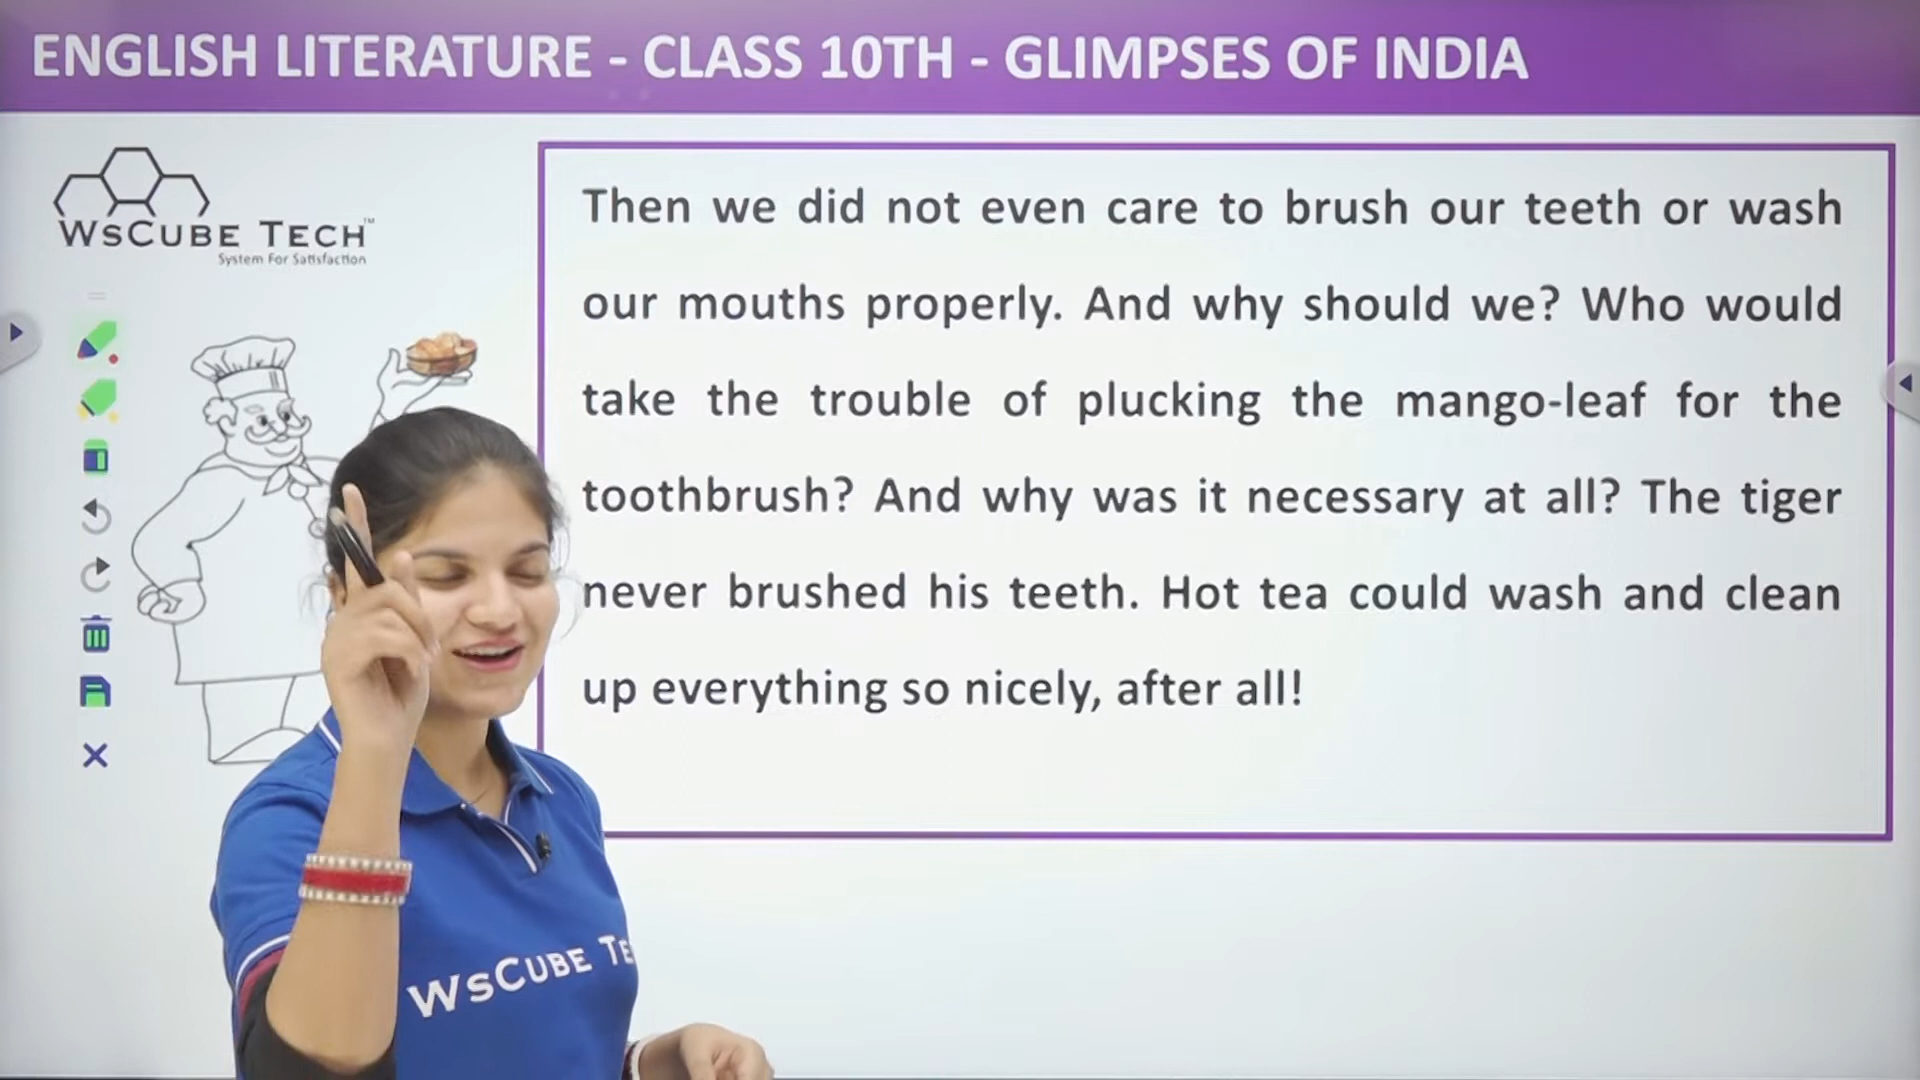 ENGLISH LITERATURE - CLASS 10TH - GLIMPSES OF INDIA
WsCUBE TECH™
System For Satisfaction
Then we did not even care to brush our teeth or wash
our mouths properly. And why should we? Who would
take the trouble of plucking the mango-leaf for the
toothbrush? And why was it necessary at all? The tiger
never brushed his teeth. Hot tea could wash and clean
up everything so nicely, after all!
WsCUBE TE